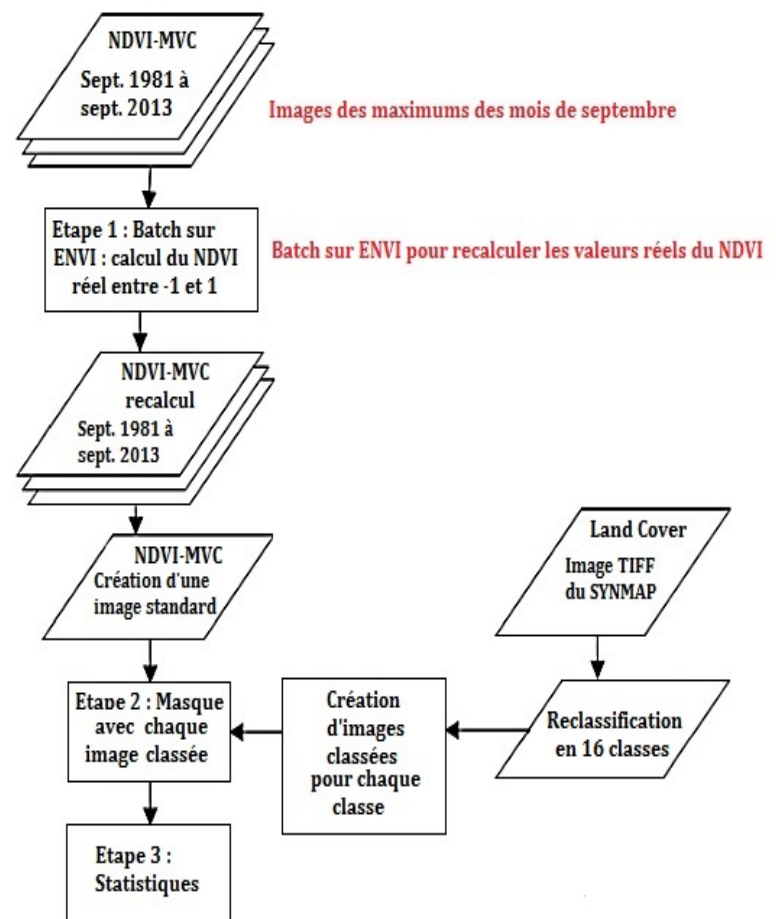 NDVI-MVC
Sept. 1981 à
sept. 2013
Images des maximums des mois de septembre
Etape 1 : Batch sur
ENVI : calcul du NDVI
réel entre -1 et 1
Batch sur ENVI pour recalculer les valeurs réels du NDVI
NDVI-MVC
recalcul
Sept. 1981 à
sept. 2013
NDVI-MVC
Création d'une
image standard
Land Cover
Image TIFF
du SYNMAP
Reclassification
en 16 classes
Création
d'images
classées
pour chaque
classe
Etape 2 : Masque
avec chaque
image classée
Etape 3 :
Statistiques